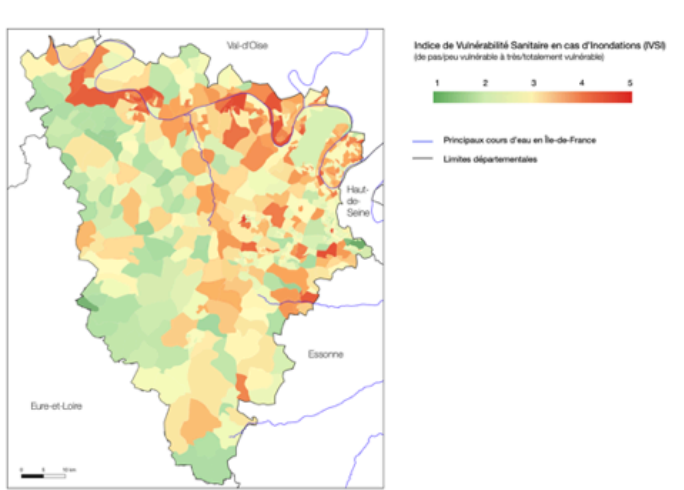 Val-d'Oise
Haut-
de-
Seine
Essonne
Eure-et-Loire
0 5 10 km
Indice de Vulnérabilité Sanitaire en cas d'Inondations (IVSI)
(de pas/peu vulnérable à très/totalement vulnérable)
1 2 3 4 5
Principaux cours d'eau en Île-de-France
Limites départementales